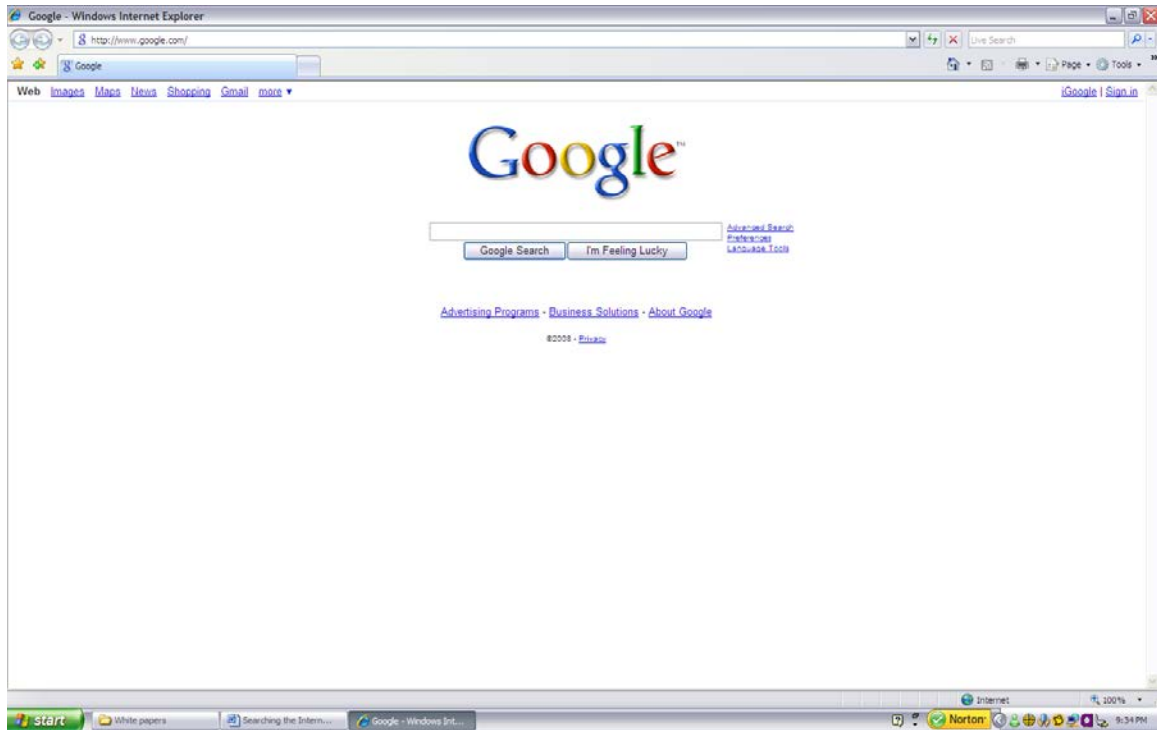 Google - Windows Internet Explorer
http://www.google.com/
Live Search
Google
Page
Tools
Web Images Maps News Shopping Gmail more ▼
iGoogle | Sign in
Google™
Advanced Search
Preferences
Language Tools
Google Search
I'm Feeling Lucky
Advertising Programs - Business Solutions - About Google
©2008 - Privacy
Internet
100%
start
White papers
Searching the Intern...
Google - Windows Int...
Norton
9:34 PM